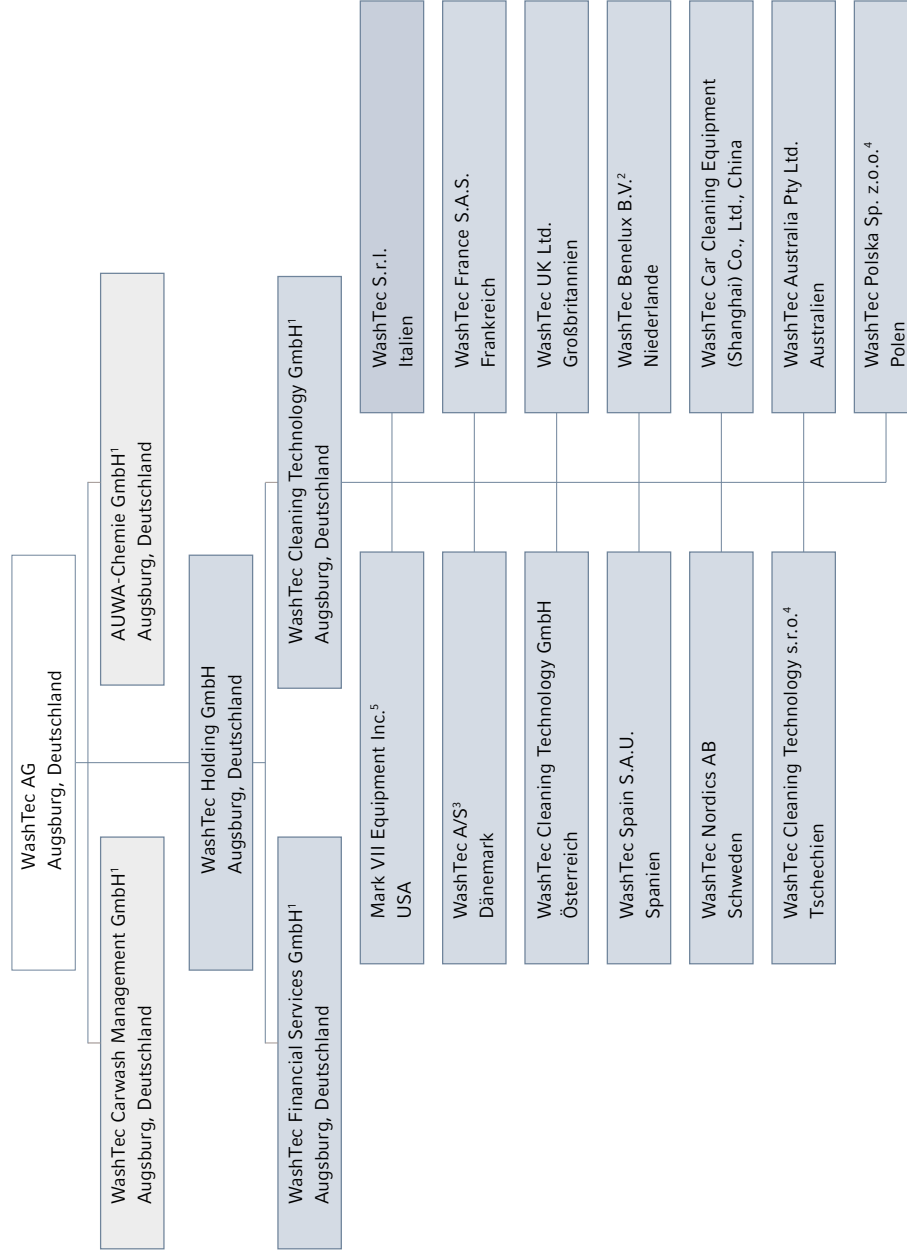 WashTec AG
Augsburg, Deutschland
WashTec Carwash Management GmbH¹
Augsburg, Deutschland
AUWA-Chemie GmbH¹
Augsburg, Deutschland
WashTec Holding GmbH
Augsburg, Deutschland
WashTec Financial Services GmbH¹
Augsburg, Deutschland
WashTec Cleaning Technology GmbH¹
Augsburg, Deutschland
Mark VII Equipment Inc.⁵
USA
WashTec S.r.l.
Italien
WashTec A/S³
Dänemark
WashTec France S.A.S.
Frankreich
WashTec Cleaning Technology GmbH
Österreich
WashTec UK Ltd.
Großbritannien
WashTec Spain S.A.U.
Spanien
WashTec Benelux B.V.²
Niederlande
WashTec Nordics AB
Schweden
WashTec Car Cleaning Equipment
(Shanghai) Co., Ltd., China
WashTec Cleaning Technology s.r.o.⁴
Tschechien
WashTec Australia Pty Ltd.
Australien
WashTec Polska Sp. z.o.o.⁴
Polen